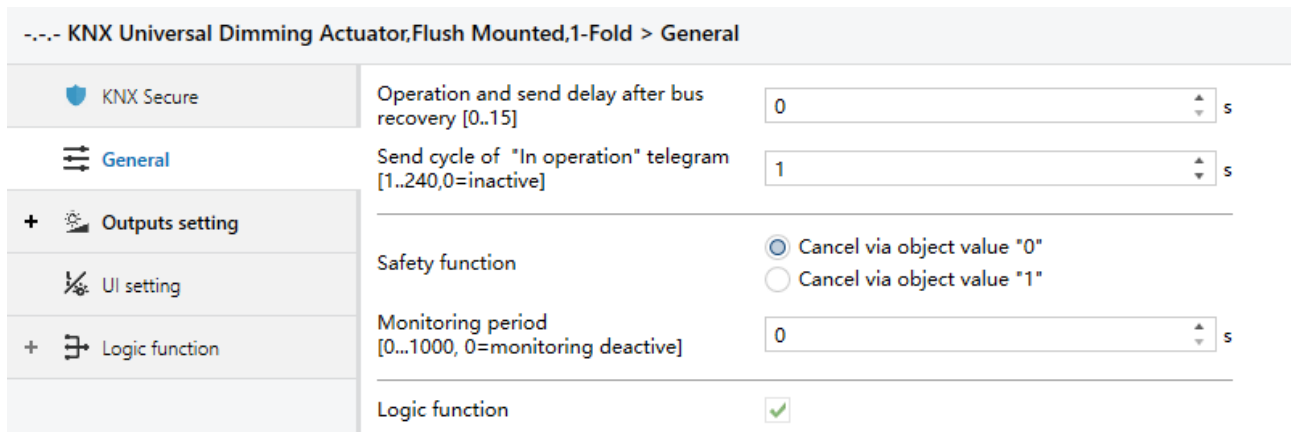 -.-.- KNX Universal Dimming Actuator,Flush Mounted,1-Fold > General
KNX Secure
General
+ Outputs setting
UI setting
+ Logic function
Operation and send delay after bus
recovery [0..15]
0 s
Send cycle of "In operation" telegram
[1..240,0=inactive]
1 s
Safety function
Cancel via object value "0"
Cancel via object value "1"
Monitoring period
[0...1000, 0=monitoring deactive]
0 s
Logic function